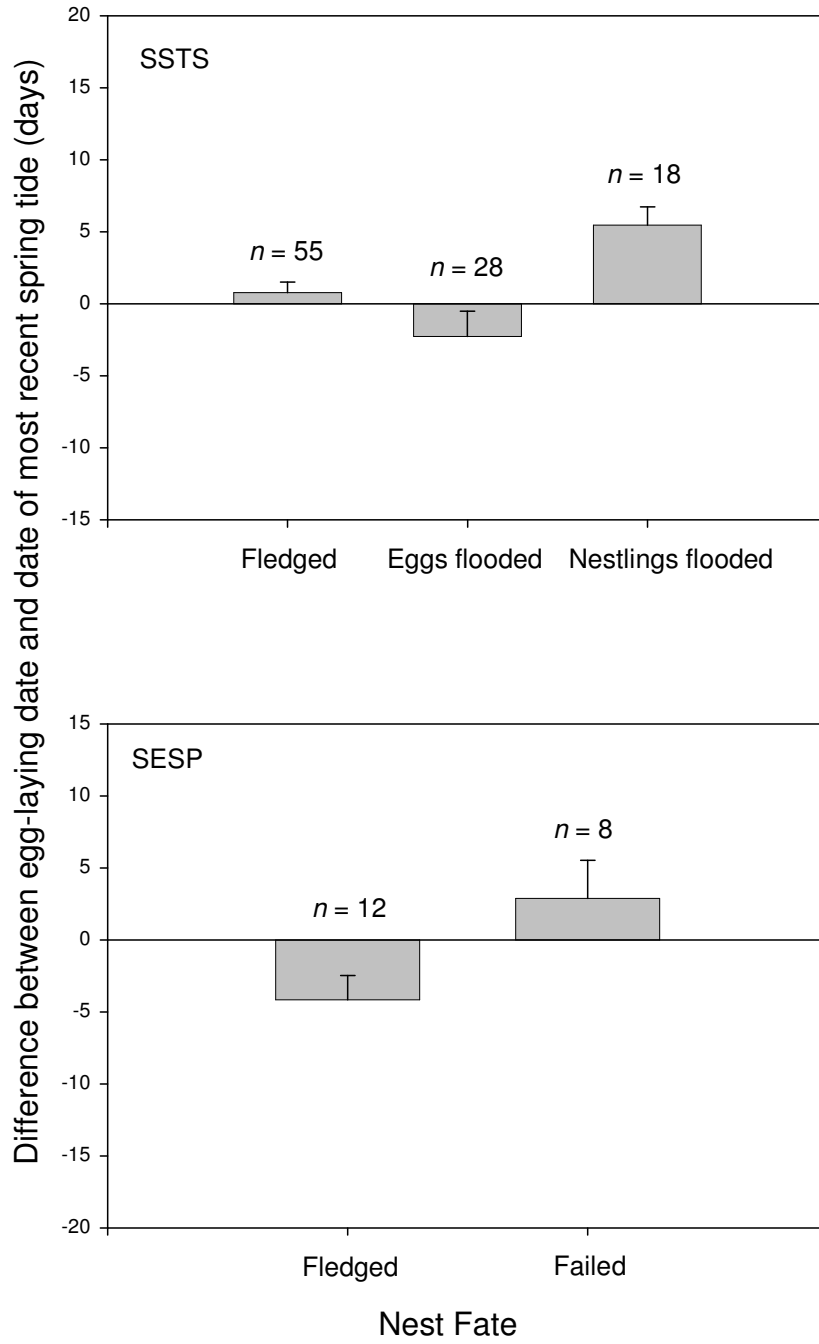 Difference between egg-laying date and date of most recent spring tide (days)
20
SSTS
15
10
n = 18
5
n = 55
n = 28
0
-5
-10
-15
Fledged Eggs flooded Nestlings flooded
15
SESP
10
n = 8
5
n = 12
0
-5
-10
-15
-20
Fledged Failed
Nest Fate